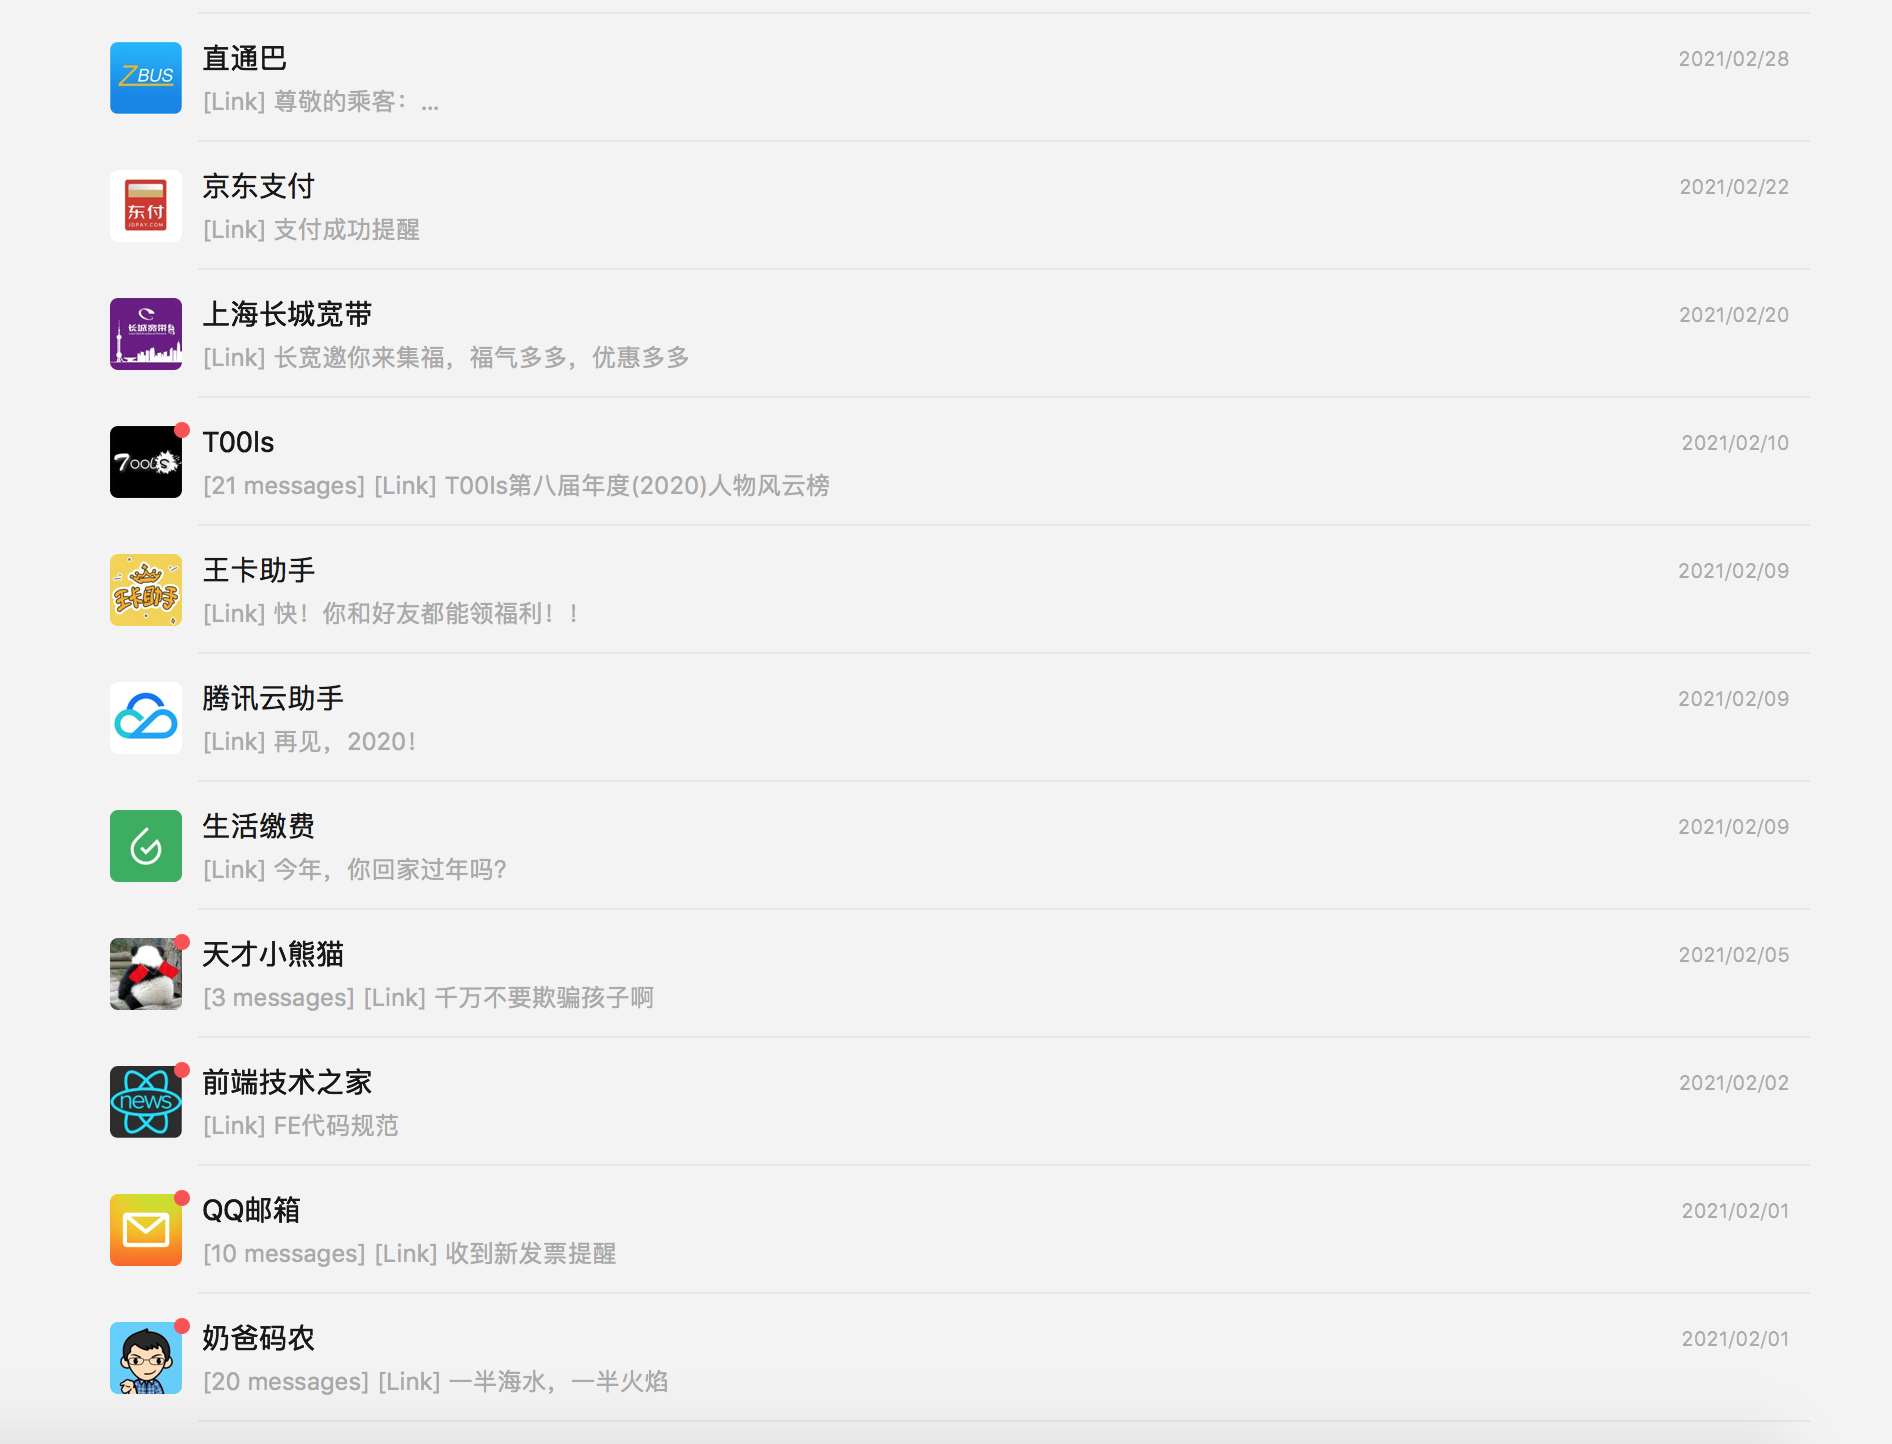 ZBUS
直通巴
2021/02/28
[Link] 尊敬的乘客：...
东付
JDPAY.COM
京东支付
2021/02/22
[Link] 支付成功提醒
长城宽带
上海长城宽带
2021/02/20
[Link] 长宽邀你来集福，福气多多，优惠多多
Tools
T00ls
2021/02/10
[21 messages] [Link] T00ls第八届年度(2020)人物风云榜
王卡助手
王卡助手
2021/02/09
[Link] 快！你和好友都能领福利！！
腾讯云助手
2021/02/09
[Link] 再见，2020！
生活缴费
2021/02/09
[Link] 今年，你回家过年吗?
天才小熊猫
2021/02/05
[3 messages] [Link] 千万不要欺骗孩子啊
news
前端技术之家
2021/02/02
[Link] FE代码规范
QQ邮箱
2021/02/01
[10 messages] [Link] 收到新发票提醒
奶爸码农
2021/02/01
[20 messages] [Link] 一半海水，一半火焰